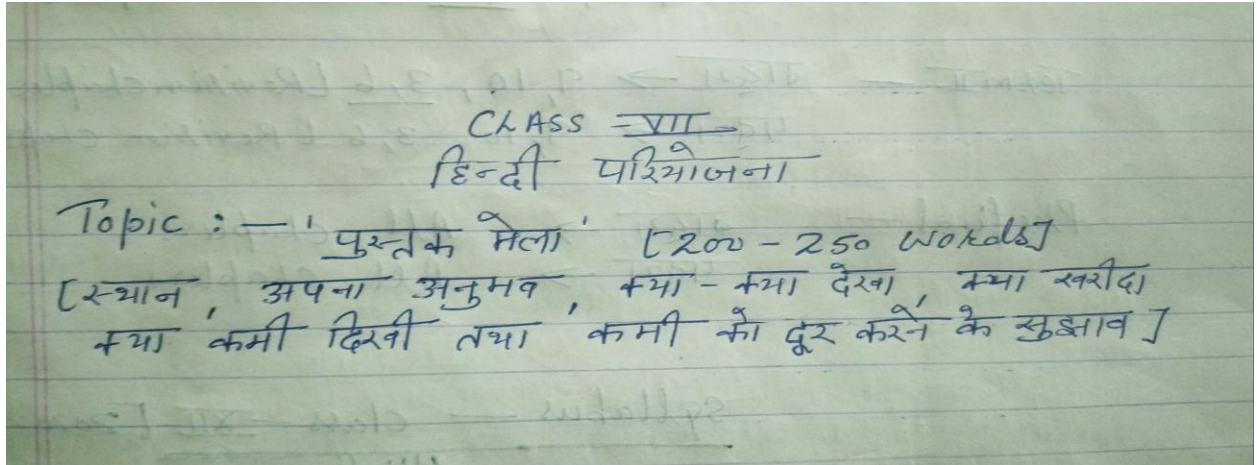 CLASS - VII
हिन्दी परियोजना
Topic : - 'पुस्तक मेला' [200 - 250 words]
[स्थान, अपना अनुभव, क्या - क्या देखा, क्या खरीदा
क्या कमी दिखी तथा कमी को दूर करने के सुझाव]